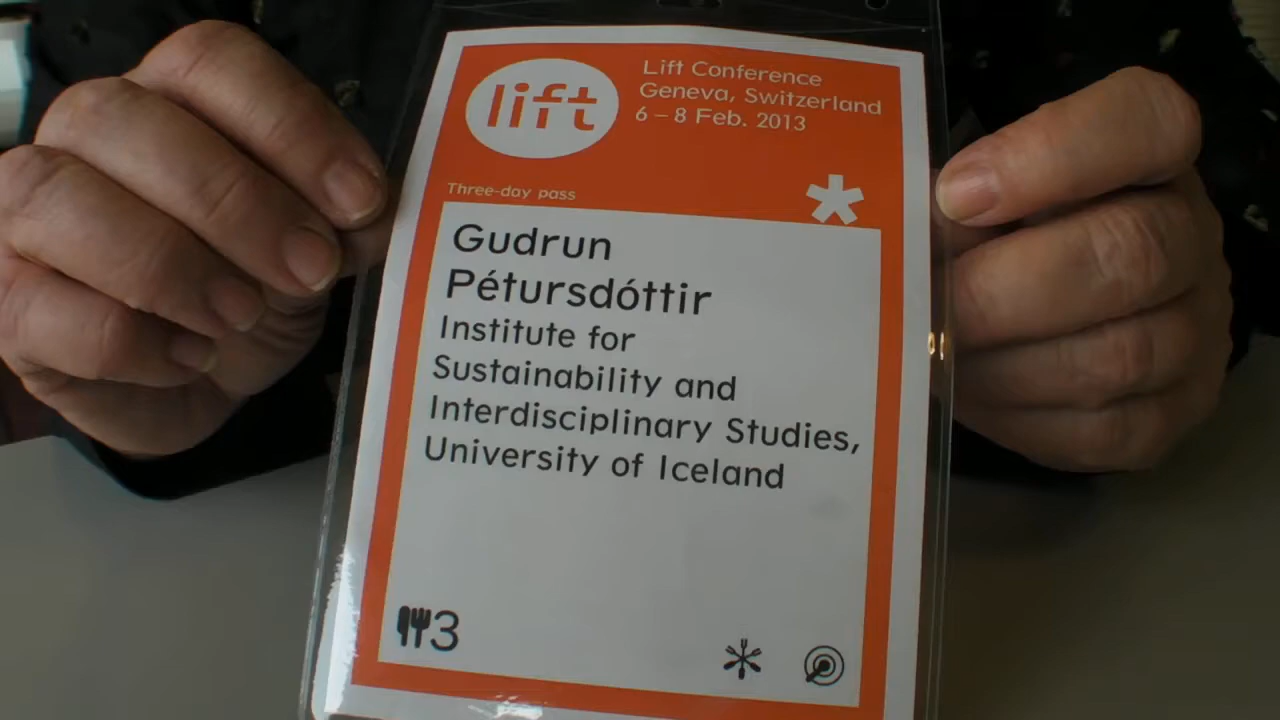 lift
Lift Conference
Geneva, Switzerland
6 – 8 Feb. 2013
Three-day pass
Gudrun
Pétursdóttir
Institute for
Sustainability and
Interdisciplinary Studies,
University of Iceland
3